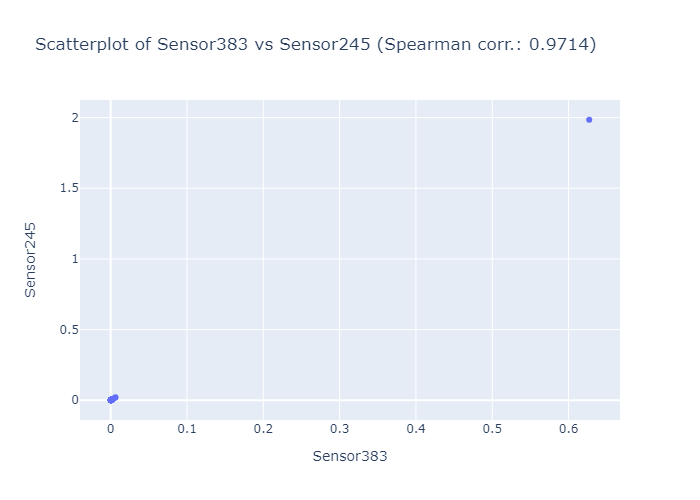 Scatterplot of Sensor383 vs Sensor245 (Spearman corr.: 0.9714)
2
1.5
1
0.5
0
Sensor245
0 0.1 0.2 0.3 0.4 0.5 0.6
Sensor383